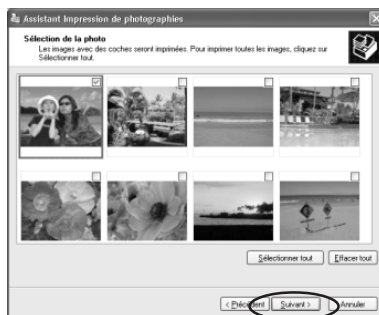 Assistant Impression de photographies
Sélection de la photo
Les images avec des coches seront imprimées. Pour imprimer toutes les images, cliquez sur
Sélectionner tout.
Sélectionner tout
Effacer tout
< Précédent
Suivant >
Annuler